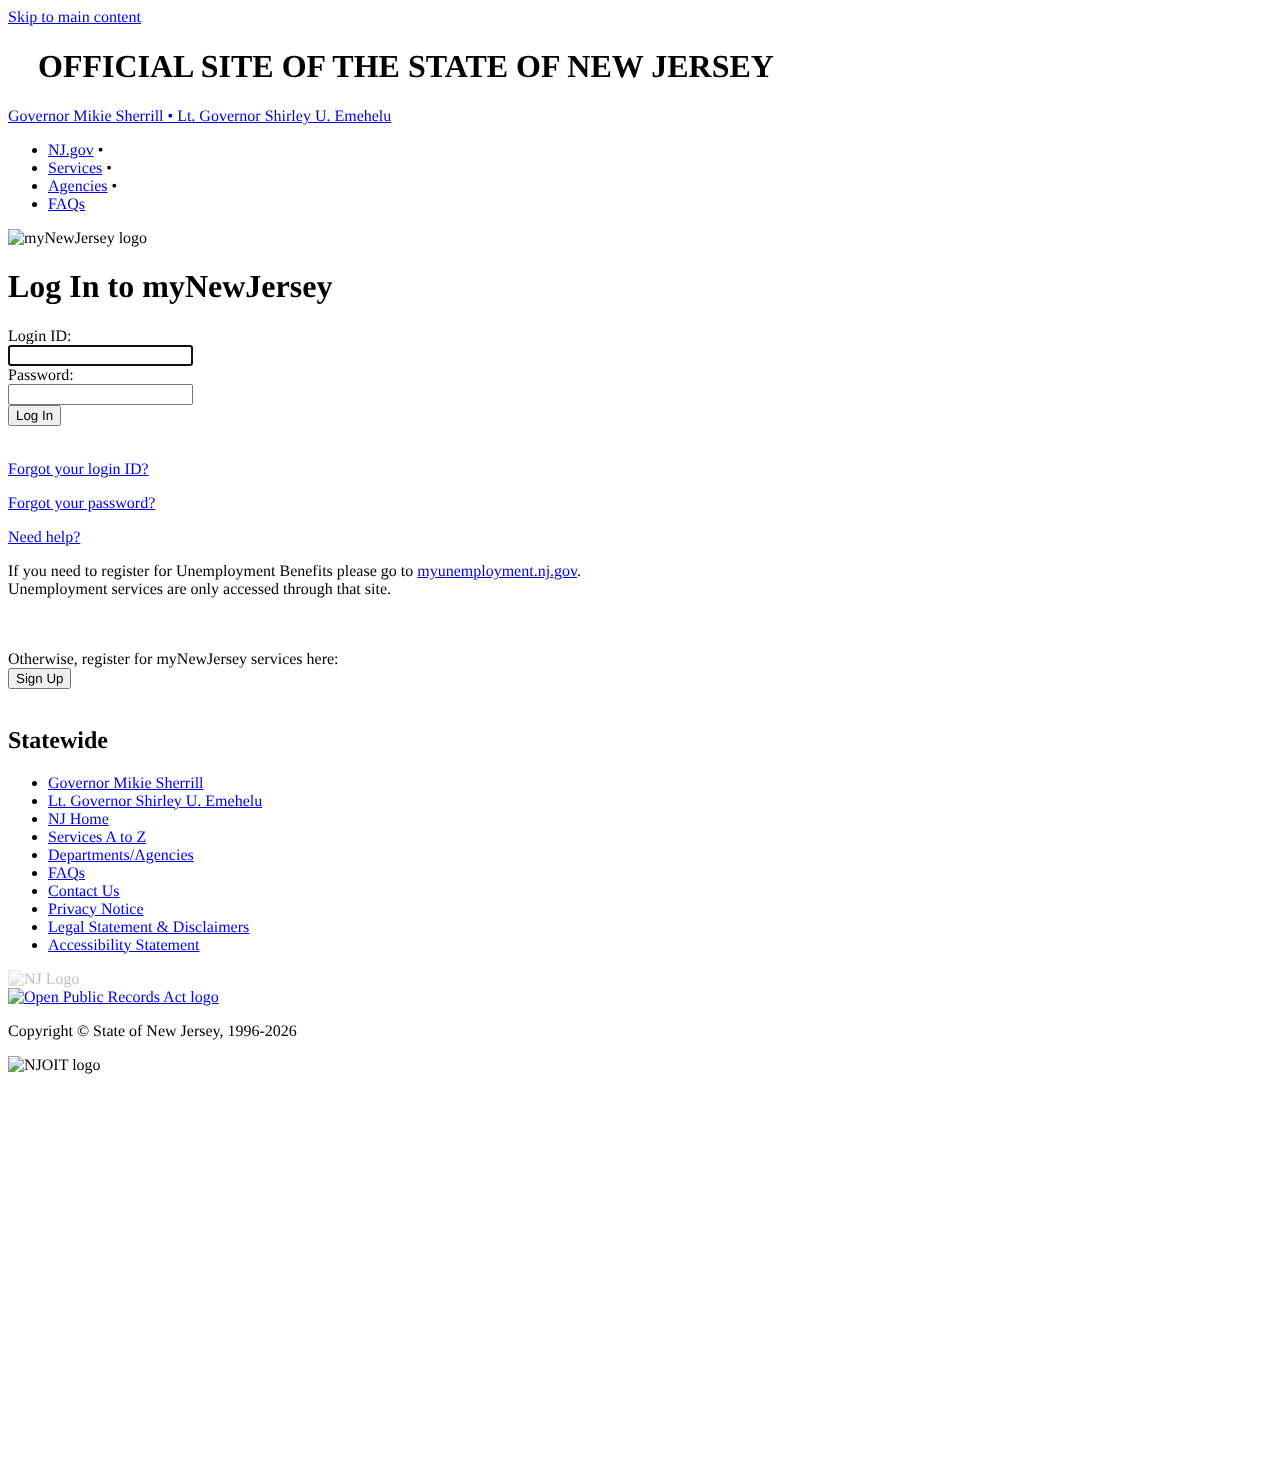 Skip to main content
OFFICIAL SITE OF THE STATE OF NEW JERSEY
Governor Mikie Sherrill • Lt. Governor Shirley U. Emehelu
• NJ.gov •
• Services •
• Agencies •
• FAQs
myNewJersey logo
Log In to myNewJersey
Login ID:
Password:
Log In
Forgot your login ID?
Forgot your password?
Need help?
If you need to register for Unemployment Benefits please go to myunemployment.nj.gov.
Unemployment services are only accessed through that site.
Otherwise, register for myNewJersey services here:
Sign Up
Statewide
• Governor Mikie Sherrill
• Lt. Governor Shirley U. Emehelu
• NJ Home
• Services A to Z
• Departments/Agencies
• FAQs
• Contact Us
• Privacy Notice
• Legal Statement & Disclaimers
• Accessibility Statement
NJ Logo
Open Public Records Act logo
Copyright © State of New Jersey, 1996-2026
NJOIT logo